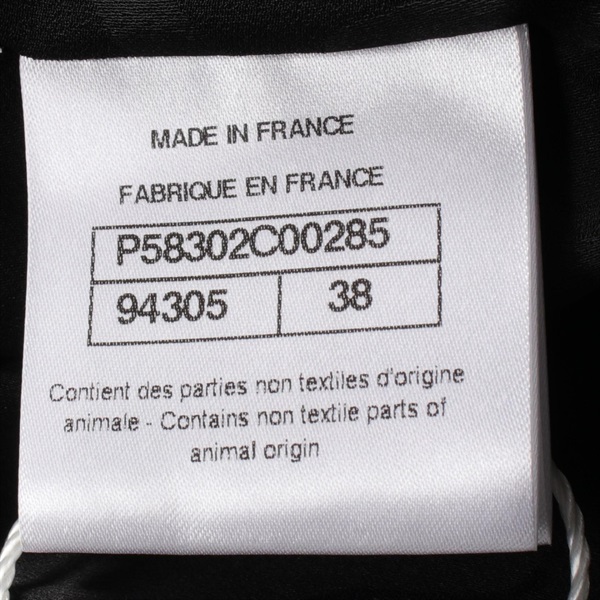 MADE IN FRANCE
FABRIQUE EN FRANCE
P58302C00285
94305 38
Contient des parties non textiles d'origine
animale - Contains non textile parts of
animal origin